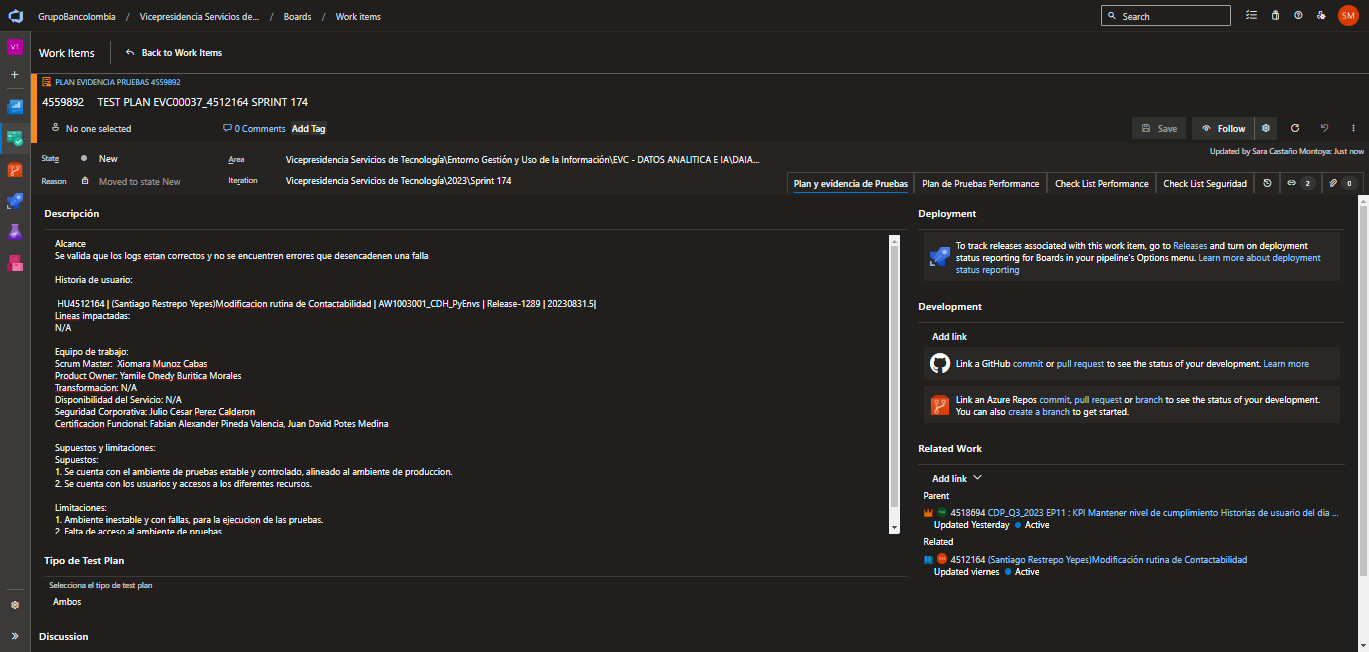 GrupoBancolombia / Vicepresidencia Servicios de... / Boards / Work items
Search
SM
VT
Work Items
Back to Work Items
PLAN EVIDENCIA PRUEBAS 4559892
4559892 TEST PLAN EVC00037_4512164 SPRINT 174
No one selected
0 Comments
Add Tag
Save
Follow
State
New
Area
Vicepresidencia Servicios de Tecnología\Entorno Gestión y Uso de la Información\EVC - DATOS ANALITICA E IA\DAIA...
Updated by Sara Castaño Montoya: Just now
Reason
Moved to state New
Iteration
Vicepresidencia Servicios de Tecnología\2023\Sprint 174
Plan y evidencia de Pruebas
Plan de Pruebas Performance
Check List Performance
Check List Seguridad
2
0
Descripción
Alcance
Se valida que los logs estan correctos y no se encuentren errores que desencadenen una falla
Historia de usuario:
HU4512164 | (Santiago Restrepo Yepes)Modificacion rutina de Contactabilidad | AW1003001_CDH_PyEnvs | Release-1289 | 20230831.5|
Lineas impactadas:
N/A
Equipo de trabajo:
Scrum Master: Xiomara Munoz Cabas
Product Owner: Yamile Onedy Buritica Morales
Transformacion: N/A
Disponibilidad del Servicio: N/A
Seguridad Corporativa: Julio Cesar Perez Calderon
Certificacion Funcional: Fabian Alexander Pineda Valencia, Juan David Potes Medina
Supuestos y limitaciones:
Supuestos:
1. Se cuenta con el ambiente de pruebas estable y controlado, alineado al ambiente de produccion.
2. Se cuenta con los usuarios y accesos a los diferentes recursos.
Limitaciones:
1. Ambiente inestable y con fallas, para la ejecucion de las pruebas.
2. Falta de acceso al ambiente de pruebas
Tipo de Test Plan
Selecciona el tipo de test plan
Ambos
Discussion
Deployment
To track releases associated with this work item, go to Releases and turn on deployment
status reporting for Boards in your pipeline's Options menu. Learn more about deployment
status reporting
Development
Add link
Link a GitHub commit or pull request to see the status of your development. Learn more
Link an Azure Repos commit, pull request or branch to see the status of your development.
You can also create a branch to get started.
Related Work
Add link
Parent
4518694 CDP_Q3_2023 EP11 : KPI Mantener nivel de cumplimiento Historias de usuario del dia ...
Updated Yesterday Active
Related
4512164 (Santiago Restrepo Yepes)Modificación rutina de Contactabilidad
Updated viernes Active